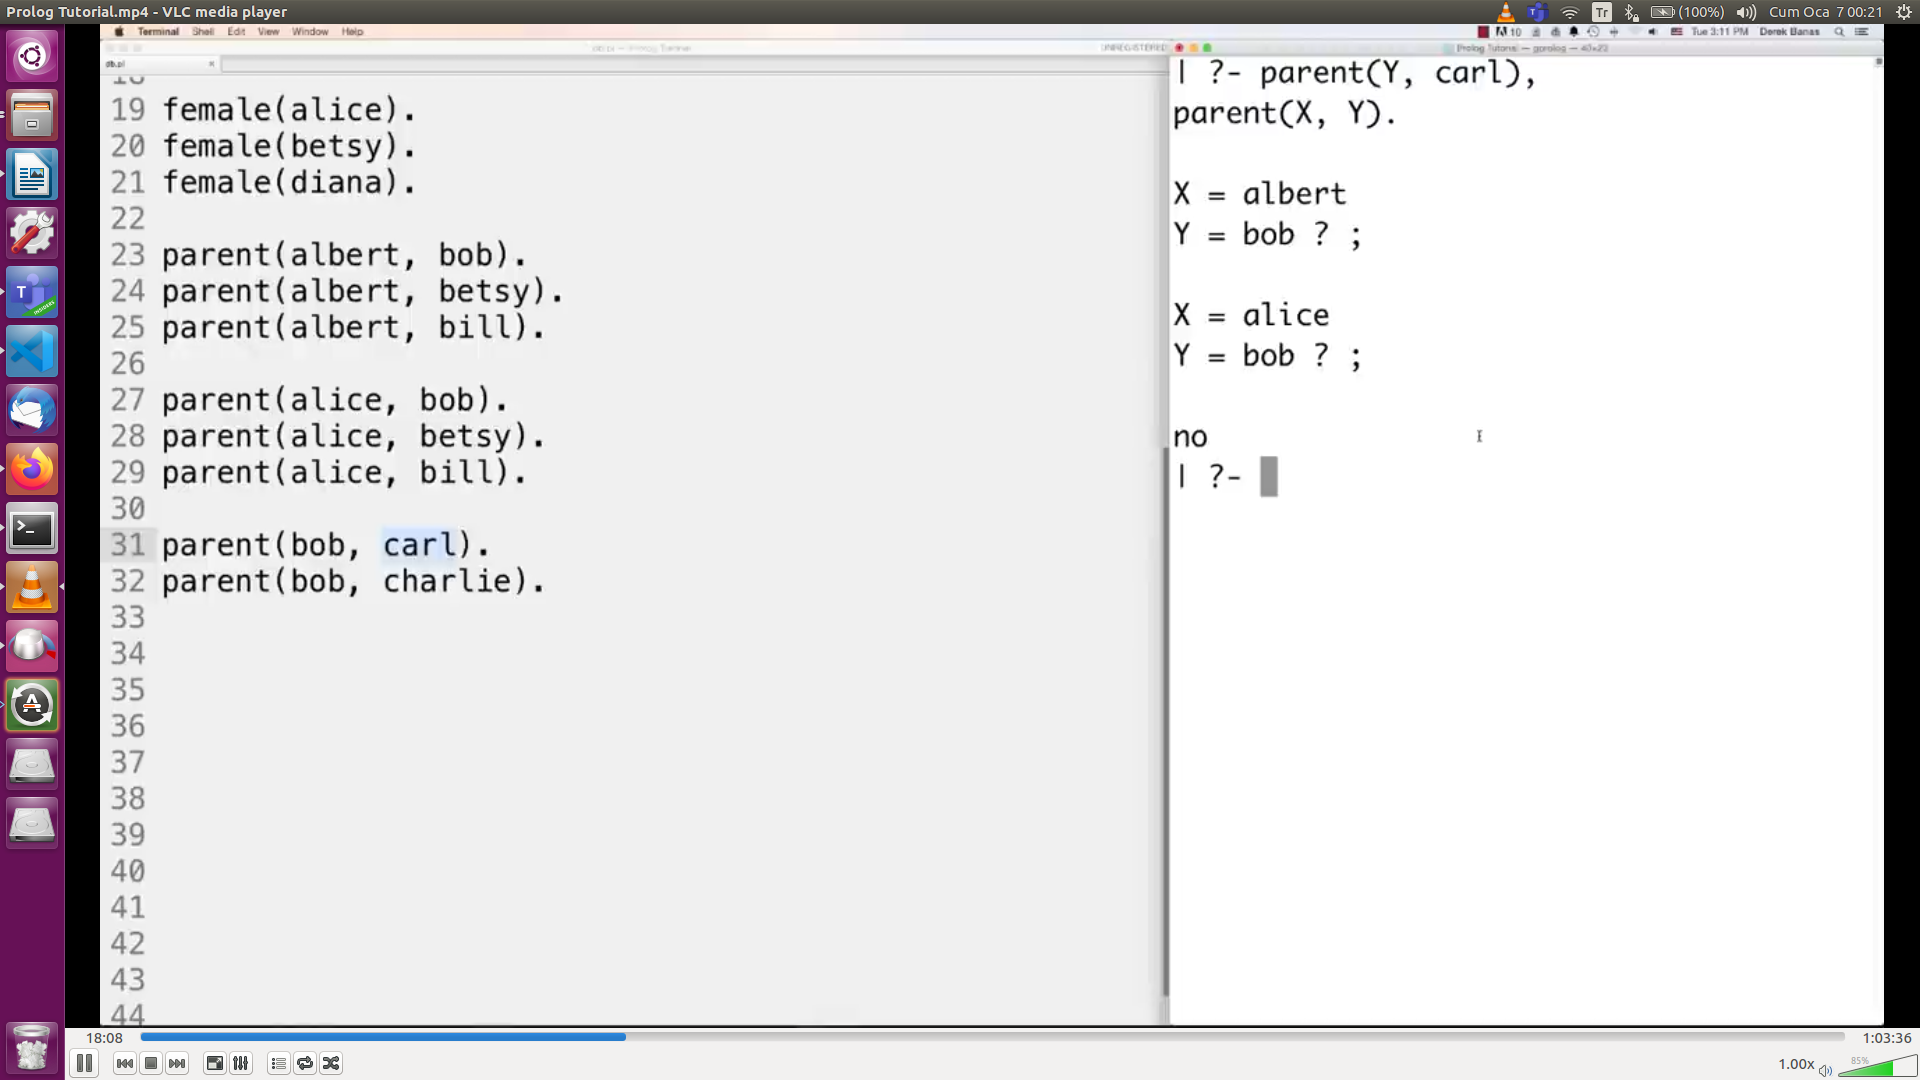 Prolog Tutorial.mp4 - VLC media player
Tr
(100%)
Cum Oca 7 00:21
Terminal Shell Edit View Window Help
10
Tue 3:11 PM Derek Banas
UNREGISTERED
Prolog Tutorial — gprolog — 43x23
db.pl
18
19 female(alice).
20 female(betsy).
21 female(diana).
22
23 parent(albert, bob).
24 parent(albert, betsy).
25 parent(albert, bill).
26
27 parent(alice, bob).
28 parent(alice, betsy).
29 parent(alice, bill).
30
31 parent(bob, carl).
32 parent(bob, charlie).
33
34
35
36
37
38
39
40
41
42
43
44
| ?- parent(Y, carl),
parent(X, Y).
X = albert
Y = bob ? ;
X = alice
Y = bob ? ;
no
| ?-
18:08
1:03:36
1.00x
85%